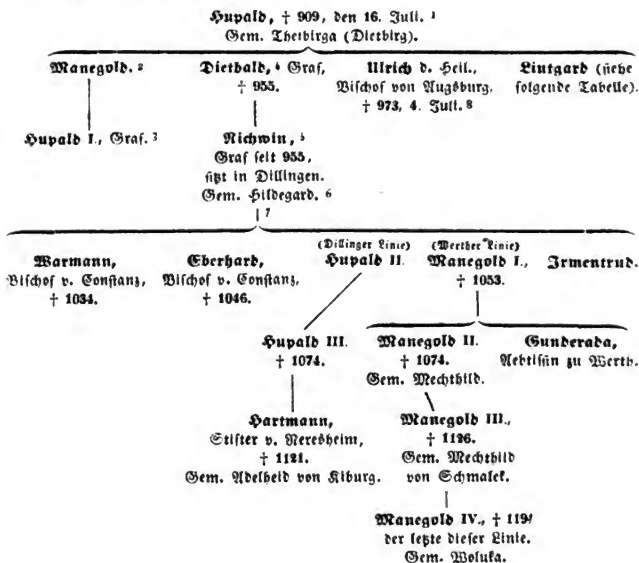 Hupald, † 909, den 16. Juli. 1
Gem. Thetbirga (Dietbirg).
Manegold. 2
Dietbald, 4 Graf,
† 955.
Ulrich d. Heil.,
Bischof von Augsburg,
† 973, 4. Juli. 8
Liutgard (siehe
folgende Tabelle).
Hupald I., Graf. 3
Richwin, 5
Graf seit 955,
sitzt in Dillingen.
Gem. Hildegard. 6
7
Warmann,
Bischof v. Constanz,
† 1034.
Eberhard,
Bischof v. Constanz,
† 1046.
(Dillinger Linie)
Hupald II.
(Werther Linie)
Manegold I.,
† 1053.
Irmentrud.
Hupald III.
† 1074.
Manegold II.
† 1074.
Gem. Mechthild.
Gunderada,
Aebtisin zu Werth.
Hartmann,
Stifter v. Neresheim,
† 1121.
Gem. Adelheid von Kiburg.
Manegold III.,
† 1126.
Gem. Mechthild
von Schmalek.
Manegold IV., †
der letzte dieser Linie.
Gem. Woluka.